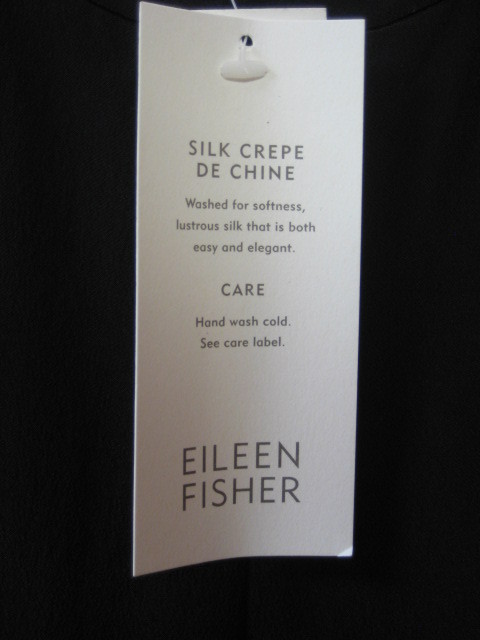 SILK CREPE
DE CHINE
Washed for softness,
lustrous silk that is both
easy and elegant.
CARE
Hand wash cold.
See care label.
EILEEN
FISHER